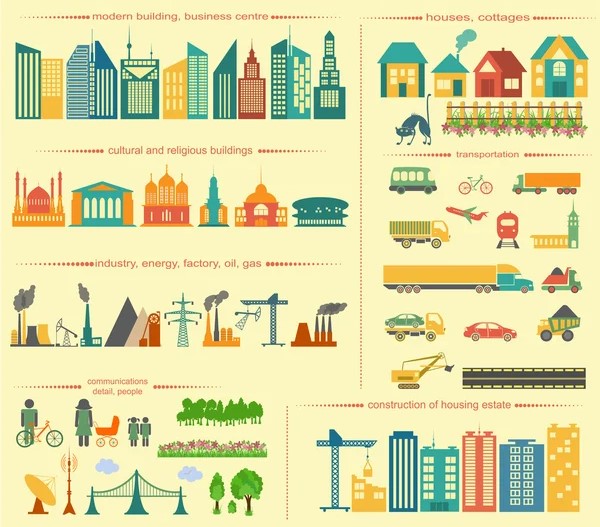 modern building, business centre
houses, cottages
cultural and religious buildings
transportation
industry, energy, factory, oil, gas
communications
detail, people
construction of housing estate